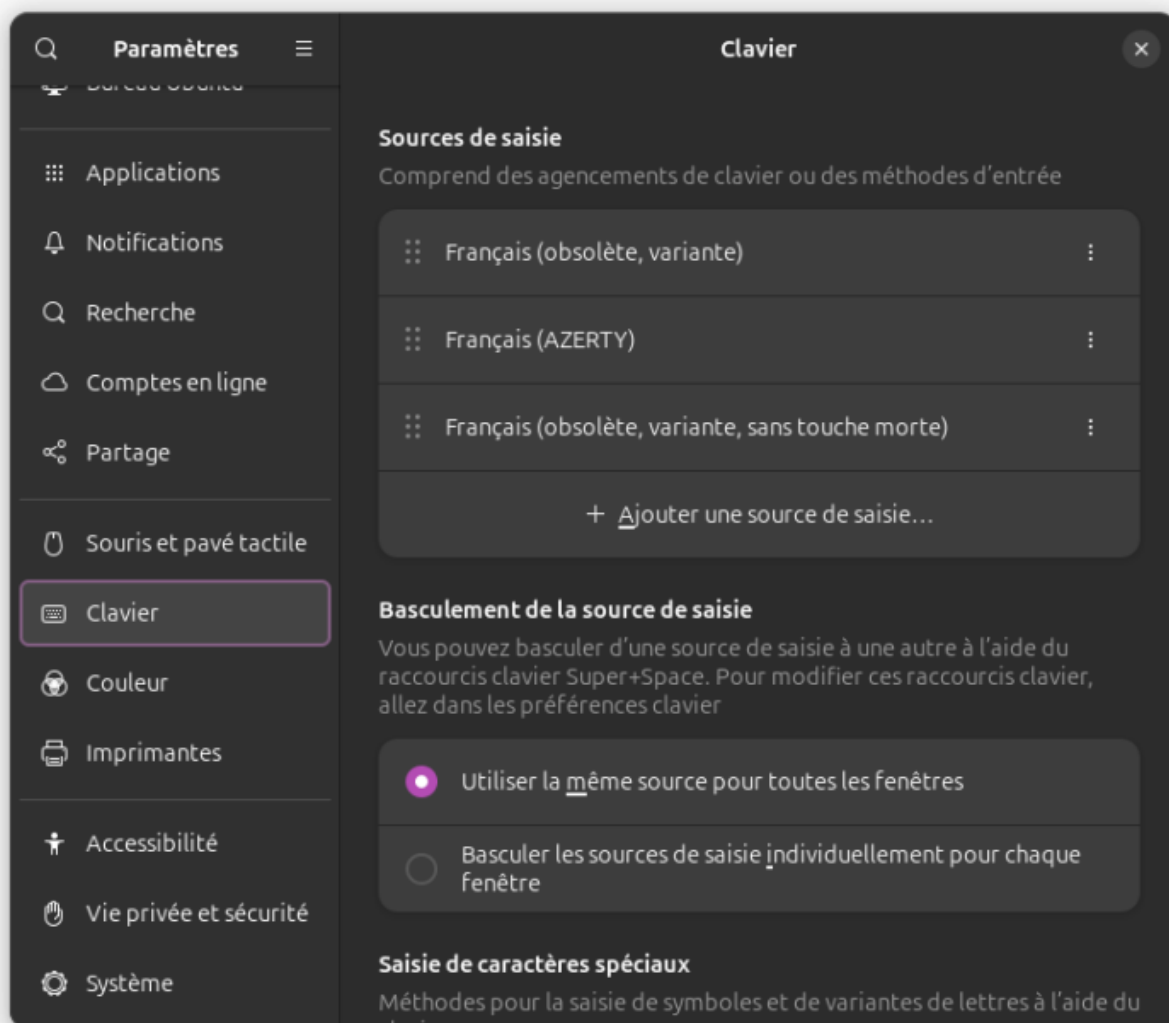 Paramètres
Clavier
Bureau Ubuntu
Applications
Notifications
Recherche
Comptes en ligne
Partage
Souris et pavé tactile
Clavier
Couleur
Imprimantes
Accessibilité
Vie privée et sécurité
Système
Sources de saisie
Comprend des agencements de clavier ou des méthodes d'entrée
Français (obsolète, variante)
Français (AZERTY)
Français (obsolète, variante, sans touche morte)
+ Ajouter une source de saisie…
Basculement de la source de saisie
Vous pouvez basculer d'une source de saisie à une autre à l'aide du
raccourcis clavier Super+Space. Pour modifier ces raccourcis clavier,
allez dans les préférences clavier
Utiliser la même source pour toutes les fenêtres
Basculer les sources de saisie individuellement pour chaque
fenêtre
Saisie de caractères spéciaux
Méthodes pour la saisie de symboles et de variantes de lettres à l'aide du